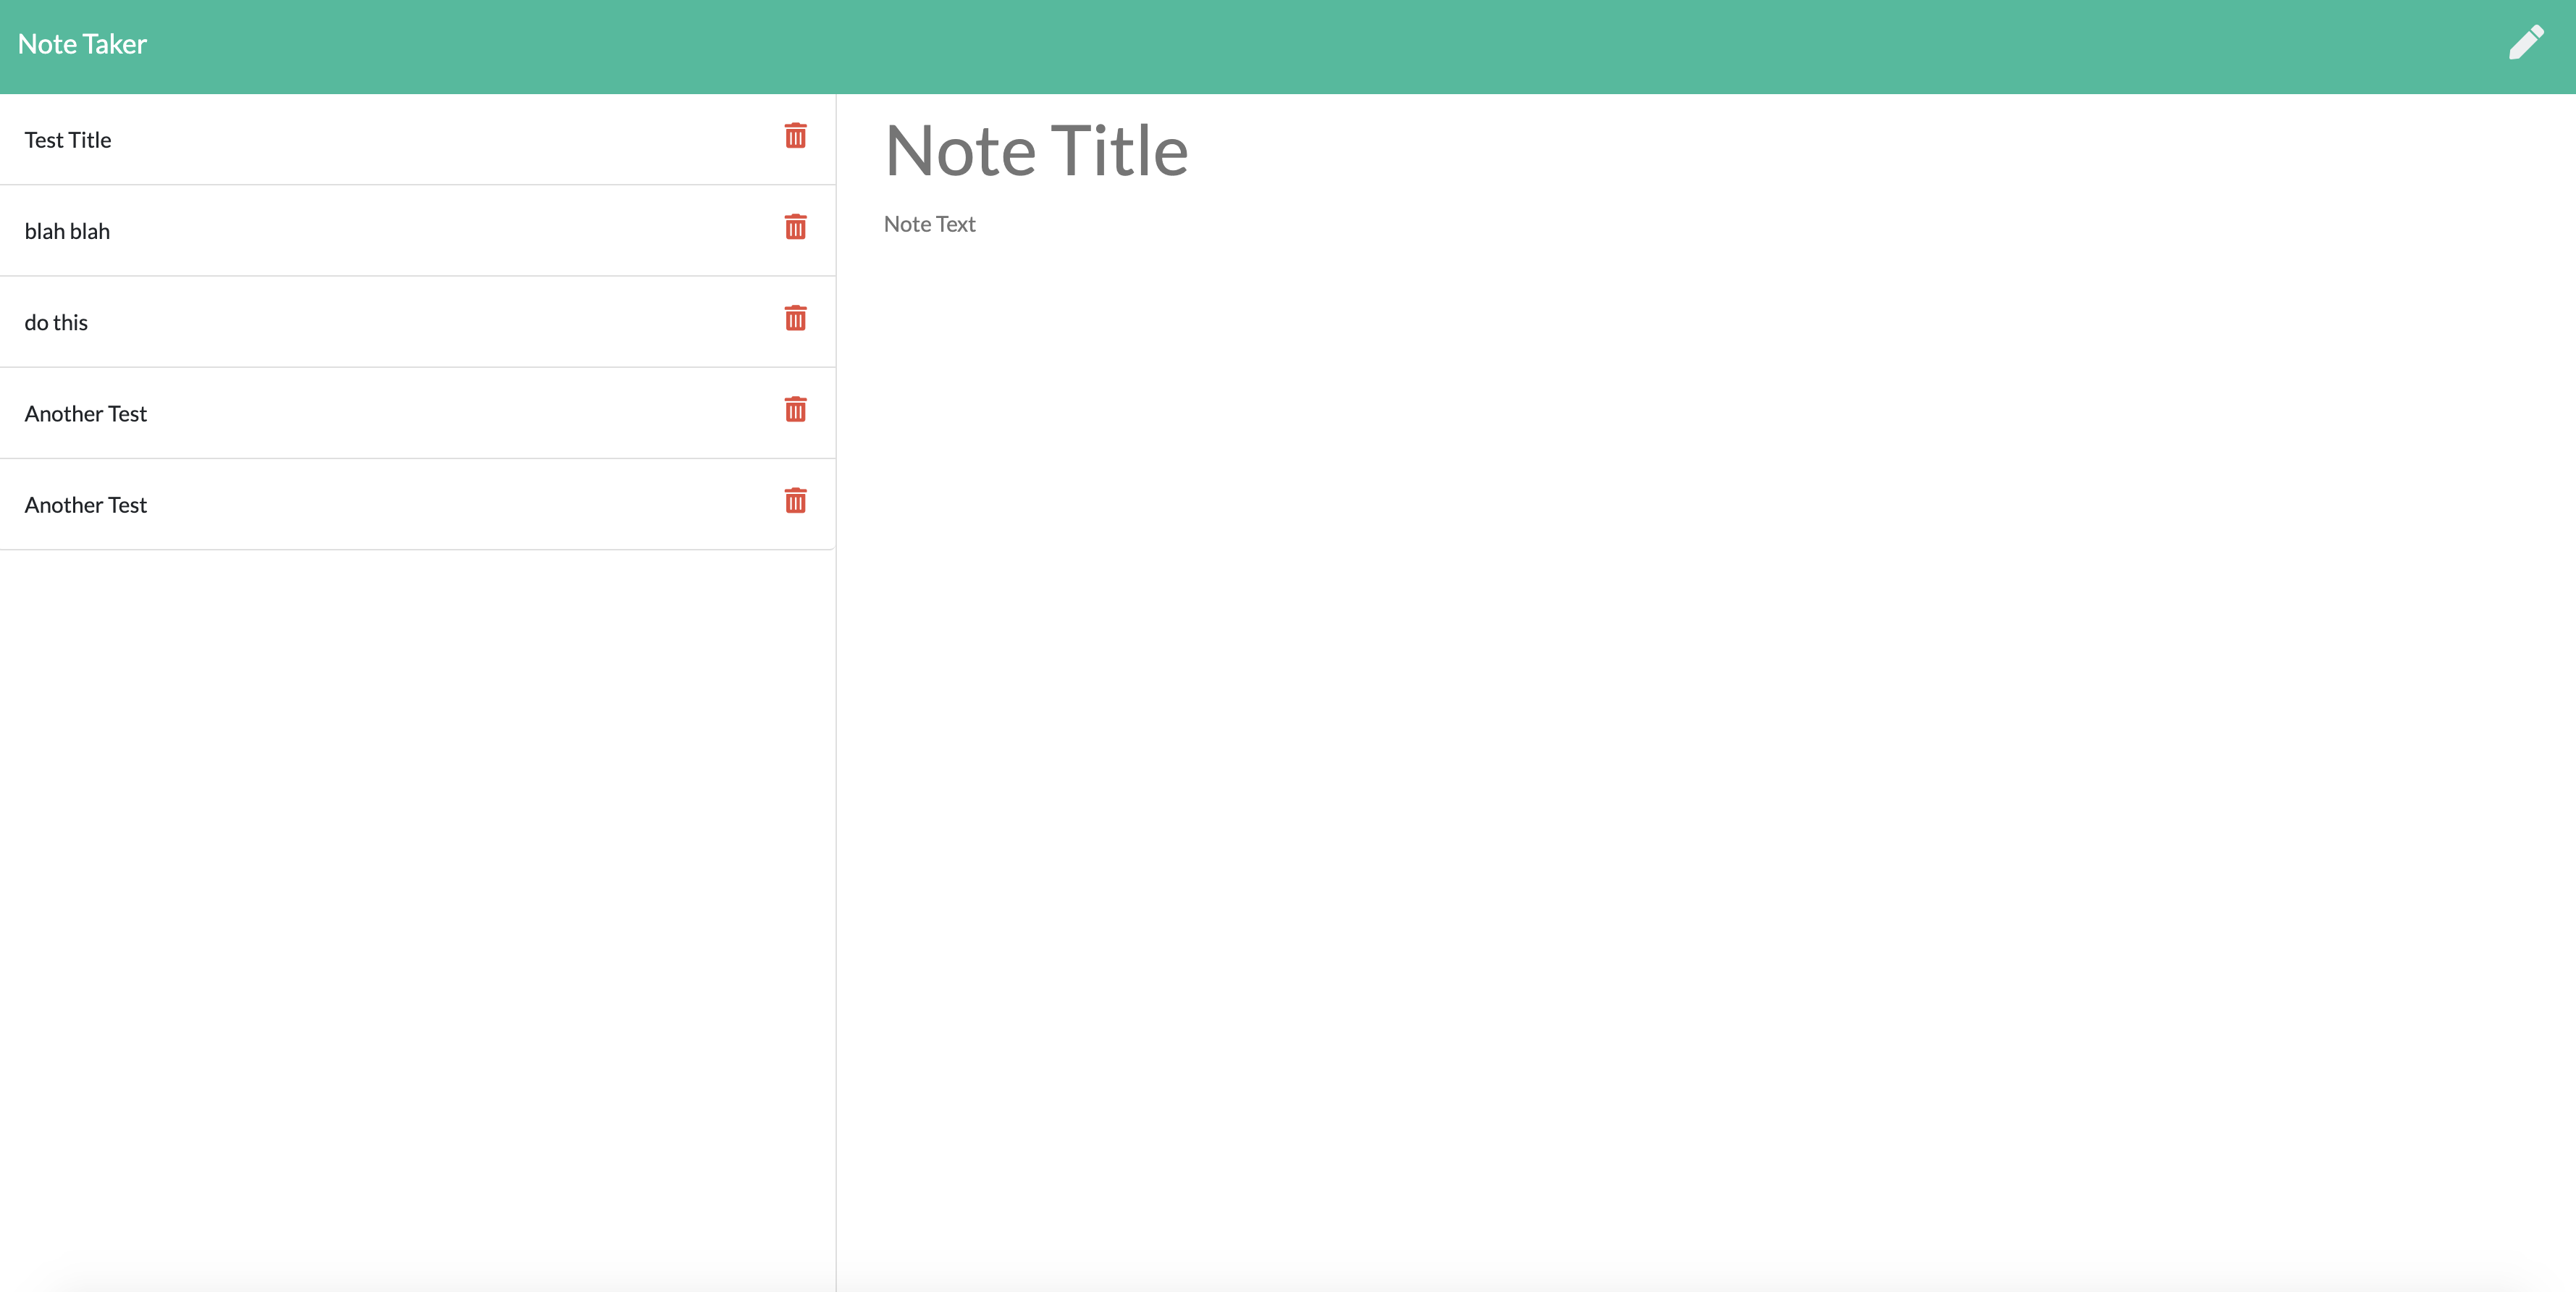 Note Taker
Test Title
blah blah
do this
Another Test
Another Test
Note Title
Note Text